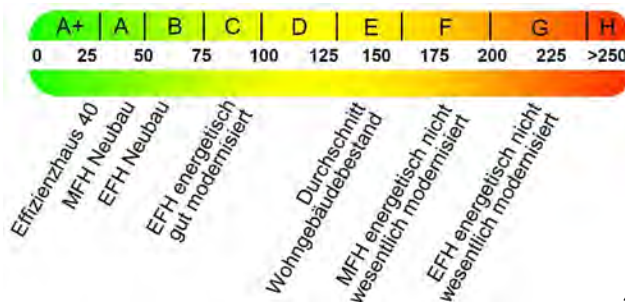 A+ A B C D E F G H
0 25 50 75 100 125 150 175 200 225 >250
Effizienzhaus 40
MFH Neubau
EFH Neubau
EFH energetisch
gut modernisiert
Durchschnitt
Wohngebäudebestand
MFH energetisch nicht
wesentlich modernisiert
EFH energetisch nicht
wesentlich modernisiert